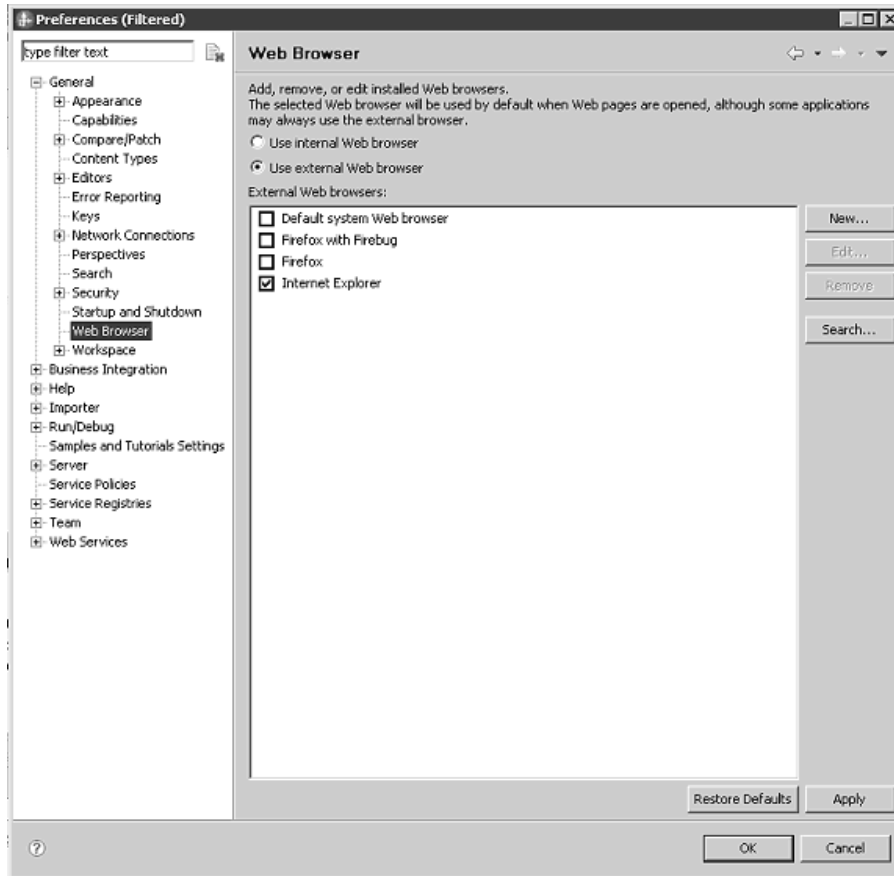 Preferences (Filtered)
type filter text
General
Appearance
Capabilities
Compare/Patch
Content Types
Editors
Error Reporting
Keys
Network Connections
Perspectives
Search
Security
Startup and Shutdown
Web Browser
Workspace
Business Integration
Help
Importer
Run/Debug
Samples and Tutorials Settings
Server
Service Policies
Service Registries
Team
Web Services
Web Browser
Add, remove, or edit installed Web browsers.
The selected Web browser will be used by default when Web pages are opened, although some applications
may always use the external browser.
Use internal Web browser
Use external Web browser
External Web browsers:
Default system Web browser
Firefox with Firebug
Firefox
Internet Explorer
New...
Edit...
Remove
Search...
Restore Defaults
Apply
OK
Cancel